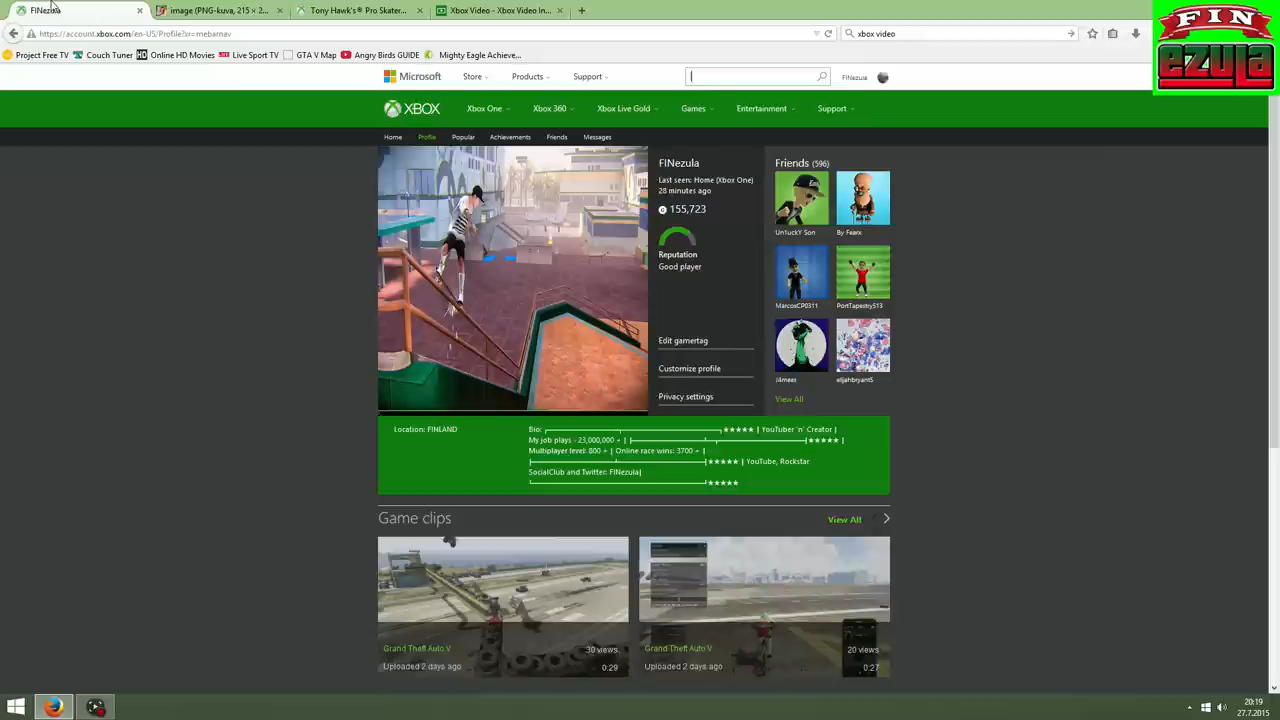 FINezula
image (PNG-kuva, 215 × 2...
Tony Hawk's® Pro Skater...
Xbox Video - Xbox Video In...
https://account.xbox.com/en-US/Profile?xr=mebarnav
xbox video
FIN
EZULA
Project Free TV
Couch Tuner
HD Online HD Movies
LIVE Live Sport TV
GTA V Map
Angry Birds GUIDE
Mighty Eagle Achieve...
Microsoft
Store
Products
Support
FINezula
XBOX
Xbox One
Xbox 360
Xbox Live Gold
Games
Entertainment
Support
Home
Profile
Popular
Achievements
Friends
Messages
FINezula
Last seen: Home (Xbox One)
28 minutes ago
G 155,723
Reputation
Good player
Edit gamertag
Customize profile
Privacy settings
Friends (596)
Un1uckY Son
By Fearx
MarcosCP0311
PortTapestry513
J4mees
elijahbryant5
View All
Location: FINLAND
Bio: ★★★★★ | YouTuber 'n' Creator |
My job plays - 23,000,000 + | ★★★★★ |
Multiplayer level: 800 + | Online race wins: 3700 + |
★★★★★ | YouTube, Rockstar
SocialClub and Twitter: FINezula|
★★★★★
Game clips
View All
Grand Theft Auto V
30 views
Uploaded 2 days ago
0:29
Grand Theft Auto V
20 views
Uploaded 2 days ago
0:27
20:19
27.7.2015